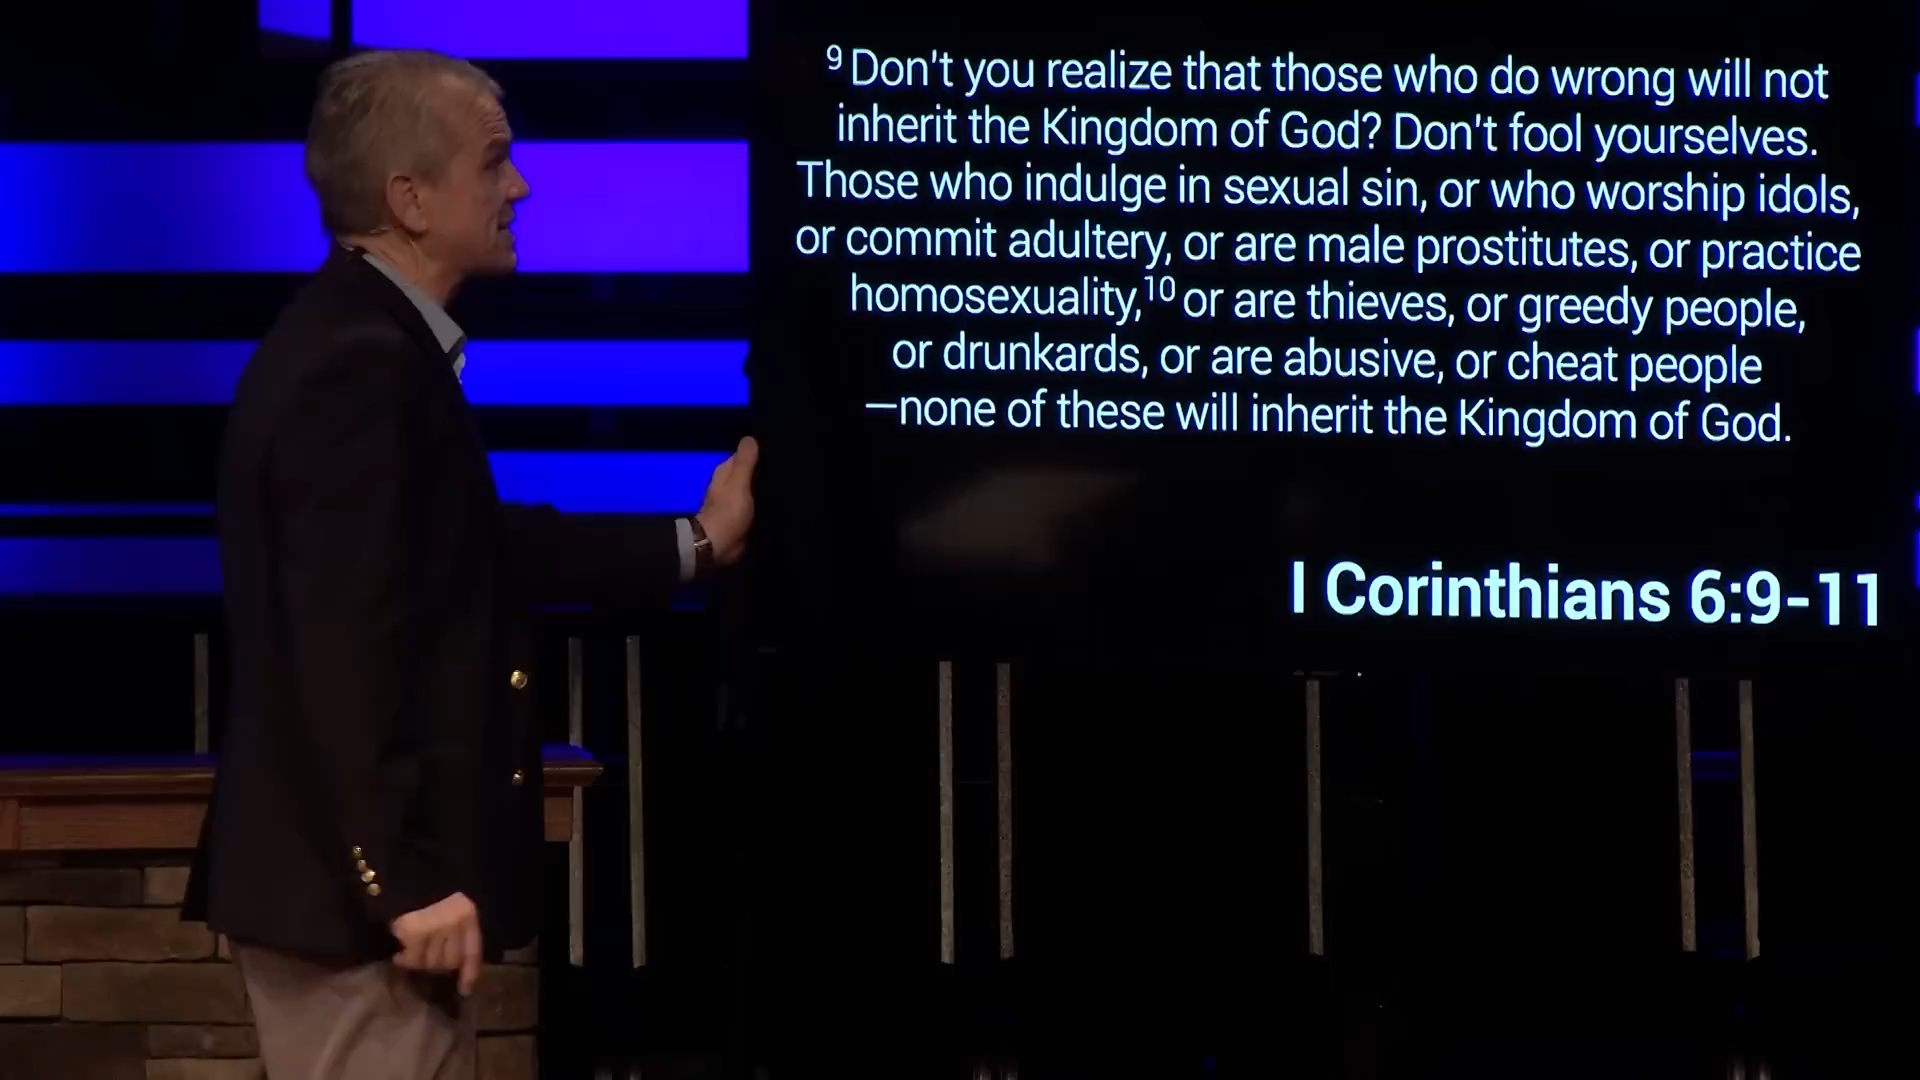 ⁹ Don't you realize that those who do wrong will not
inherit the Kingdom of God? Don't fool yourselves.
Those who indulge in sexual sin, or who worship idols,
or commit adultery, or are male prostitutes, or practice
homosexuality,¹⁰ or are thieves, or greedy people,
or drunkards, or are abusive, or cheat people
—none of these will inherit the Kingdom of God.
I Corinthians 6:9-11